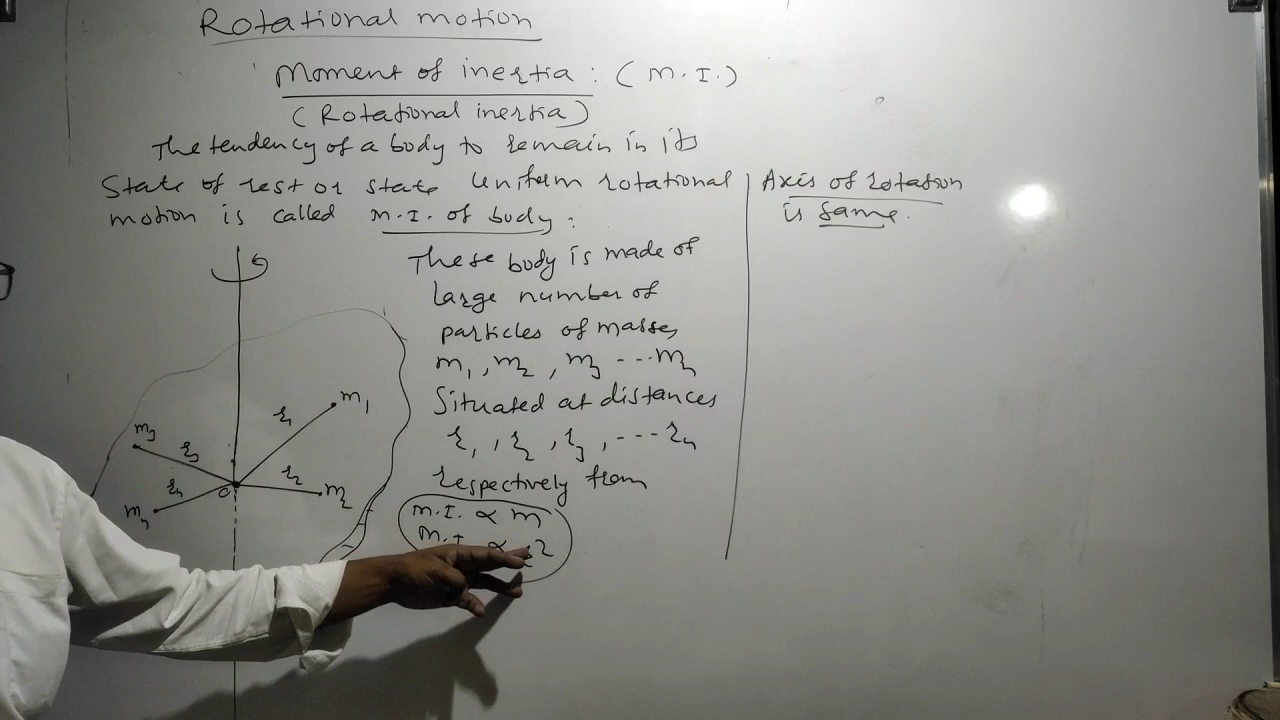 Rotational motion
Moment of inertia : (M.I.)
(Rotational inertia)
The tendency of a body to remain in its
State of rest or state Uniform rotational
motion is called M.I. of body :
These body is made of
large number of
particles of masses
m₁, m₂, m₃ ---mₙ
Situated at distances
r₁, r₂, r₃, ---rₙ
respectively from
M.I. ∝ m
M.I. ∝ r2
Axis of rotation
is same.
m₁
r₁
m₃
r₃
r₂
m₂
rₙ
mₙ
O